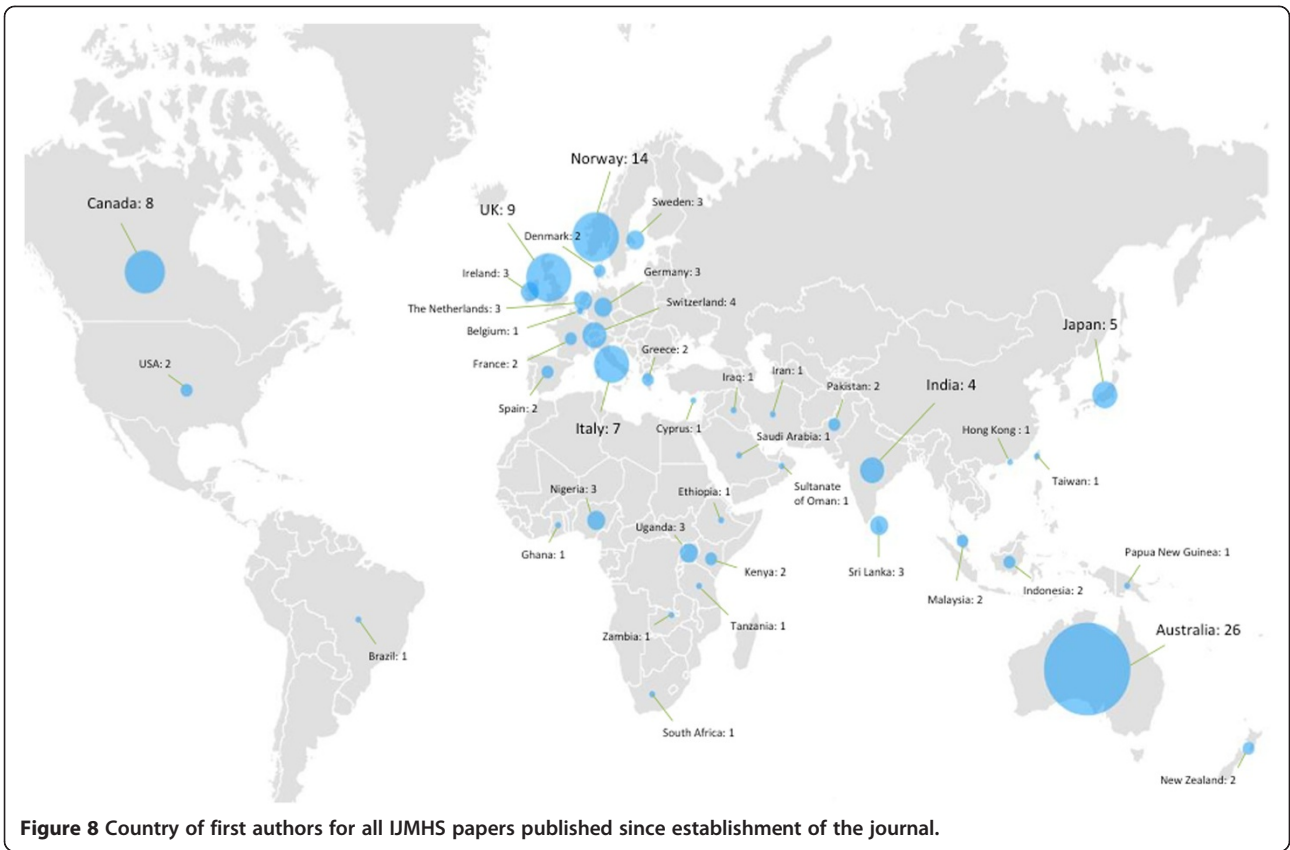 Norway: 14
Canada: 8
Sweden: 3
UK: 9
Denmark: 2
Ireland: 3
Germany: 3
The Netherlands: 3
Switzerland: 4
Belgium: 1
Japan: 5
Greece: 2
France: 2
USA: 2
Iraq: 1
Iran: 1
Pakistan: 2
India: 4
Spain: 2
Italy: 7
Cyprus: 1
Saudi Arabia: 1
Hong Kong : 1
Taiwan: 1
Sultanate
of Oman: 1
Nigeria: 3
Ethiopia: 1
Uganda: 3
Ghana: 1
Kenya: 2
Sri Lanka: 3
Papua New Guinea: 1
Malaysia: 2
Indonesia: 2
Tanzania: 1
Zambia: 1
Australia: 26
Brazil: 1
South Africa: 1
New Zealand: 2
Figure 8 Country of first authors for all IJMHS papers published since establishment of the journal.